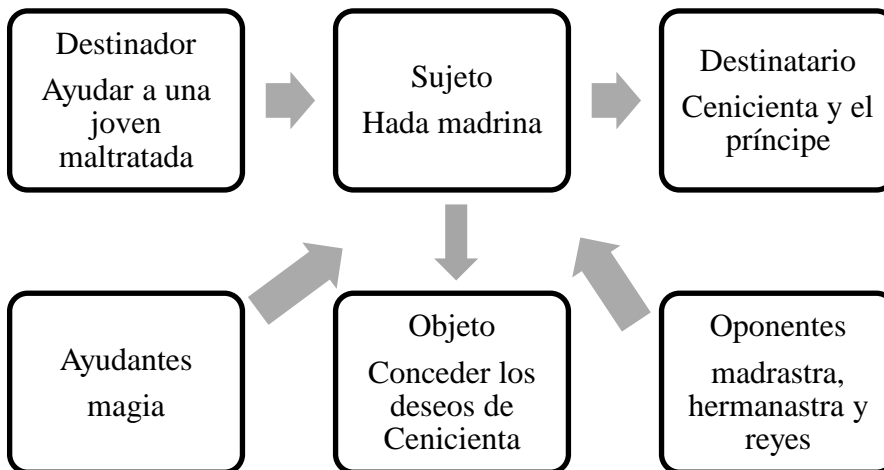 Destinador
Ayudar a una
joven
maltratada
Sujeto
Hada madrina
Destinatario
Cenicienta y el
príncipe
Ayudantes
magia
Objeto
Conceder los
deseos de
Cenicienta
Oponentes
madrastra,
hermanastra y
reyes